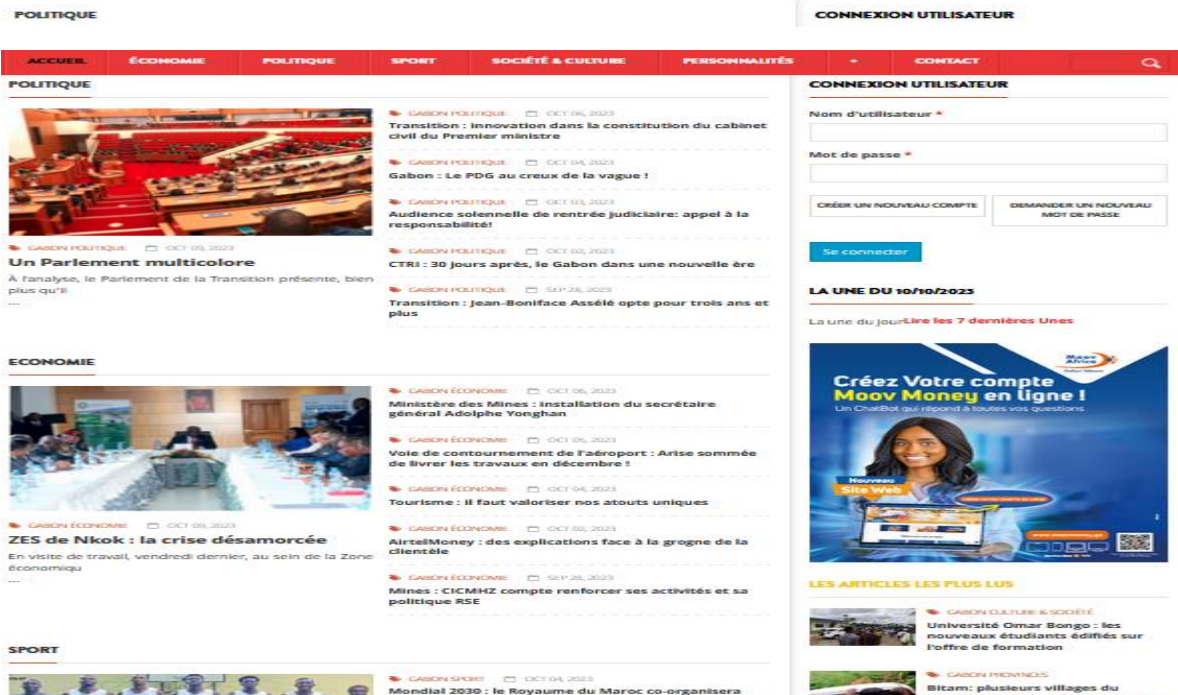 POLITIQUE
CONNEXION UTILISATEUR
ACCUEIL ÉCONOMIE POLITIQUE SPORT SOCIÉTÉ & CULTURE PERSONNALITÉS + CONTACT
POLITIQUE
GABON POLITIQUE OCT 09, 2023
Un Parlement multicolore
À l'analyse, le Parlement de la Transition présente, bien
plus qu'il
...
GABON POLITIQUE OCT 06, 2023
Transition : innovation dans la constitution du cabinet
civil du Premier ministre
GABON POLITIQUE OCT 04, 2023
Gabon : Le PDG au creux de la vague !
GABON POLITIQUE OCT 03, 2023
Audience solennelle de rentrée judiciaire: appel à la
responsabilité!
GABON POLITIQUE OCT 02, 2023
CTRI : 30 jours après, le Gabon dans une nouvelle ère
GABON POLITIQUE SEP 28, 2023
Transition : Jean-Boniface Assélé opte pour trois ans et
plus
ECONOMIE
GABON ÉCONOMIE OCT 09, 2023
ZES de Nkok : la crise désamorcée
En visite de travail, vendredi dernier, au sein de la Zone
économiqu
...
GABON ÉCONOMIE OCT 06, 2023
Ministère des Mines : installation du secrétaire
général Adolphe Yonghan
GABON ÉCONOMIE OCT 06, 2023
Voie de contournement de l'aéroport : Arise sommée
de livrer les travaux en décembre !
GABON ÉCONOMIE OCT 04, 2023
Tourisme : il faut valoriser nos atouts uniques
GABON ÉCONOMIE OCT 02, 2023
AirtelMoney : des explications face à la grogne de la
clientèle
GABON ÉCONOMIE SEP 28, 2023
Mines : CICMHZ compte renforcer ses activités et sa
politique RSE
SPORT
GABON SPORT OCT 04, 2023
Mondial 2030 : le Royaume du Maroc co-organisera
CONNEXION UTILISATEUR
Nom d'utilisateur *
Mot de passe *
CRÉER UN NOUVEAU COMPTE
DEMANDER UN NOUVEAU
MOT DE PASSE
Se connecter
LA UNE DU 10/10/2023
La une du jourLire les 7 dernières Unes
Moov
Africa
Créez Votre compte
Moov Money en ligne !
Un ChatBot qui répond à toutes vos questions
Nouveau
Site Web
LES ARTICLES LES PLUS LUS
GABON CULTURE & SOCIÉTÉ
Université Omar Bongo : les
nouveaux étudiants édifiés sur
l'offre de formation
GABON PROVINCES
Bitam: plusieurs villages du